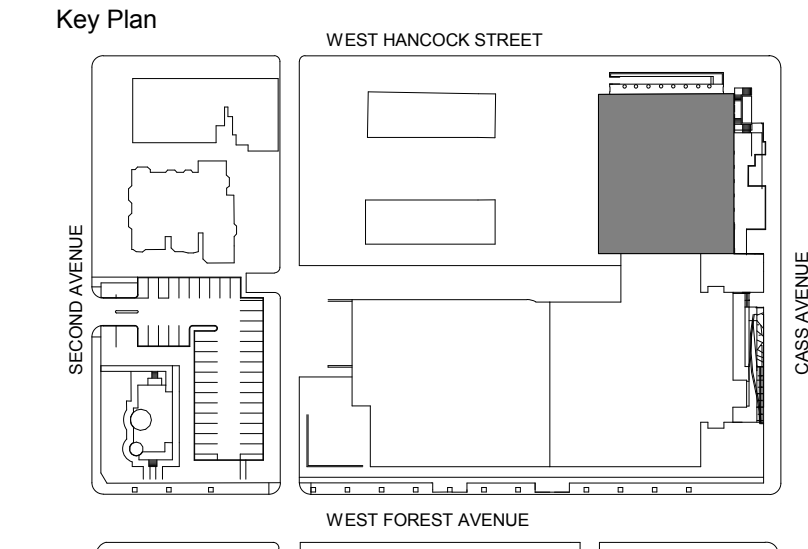 Key Plan
WEST HANCOCK STREET
SECOND AVENUE
CASS AVENUE
WEST FOREST AVENUE